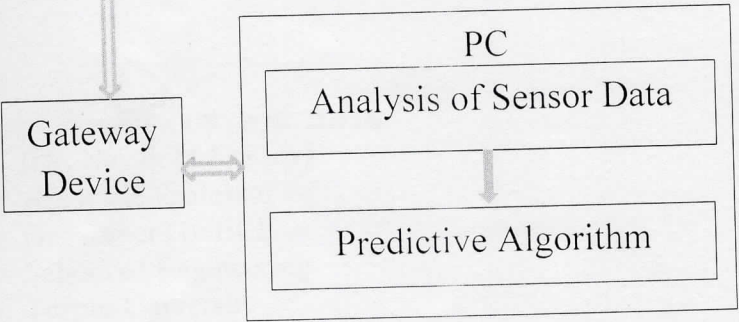 PC
Analysis of Sensor Data
Gateway
Device
Predictive Algorithm